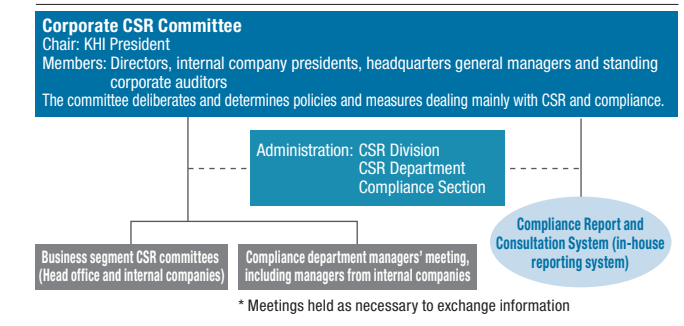 Corporate CSR Committee
Chair: KHI President
Members: Directors, internal company presidents, headquarters general managers and standing
corporate auditors
The committee deliberates and determines policies and measures dealing mainly with CSR and compliance.
Administration: CSR Division
CSR Department
Compliance Section
Business segment CSR committees
(Head office and internal companies)
Compliance department managers' meeting,
including managers from internal companies
Compliance Report and
Consultation System (in-house
reporting system)
* Meetings held as necessary to exchange information